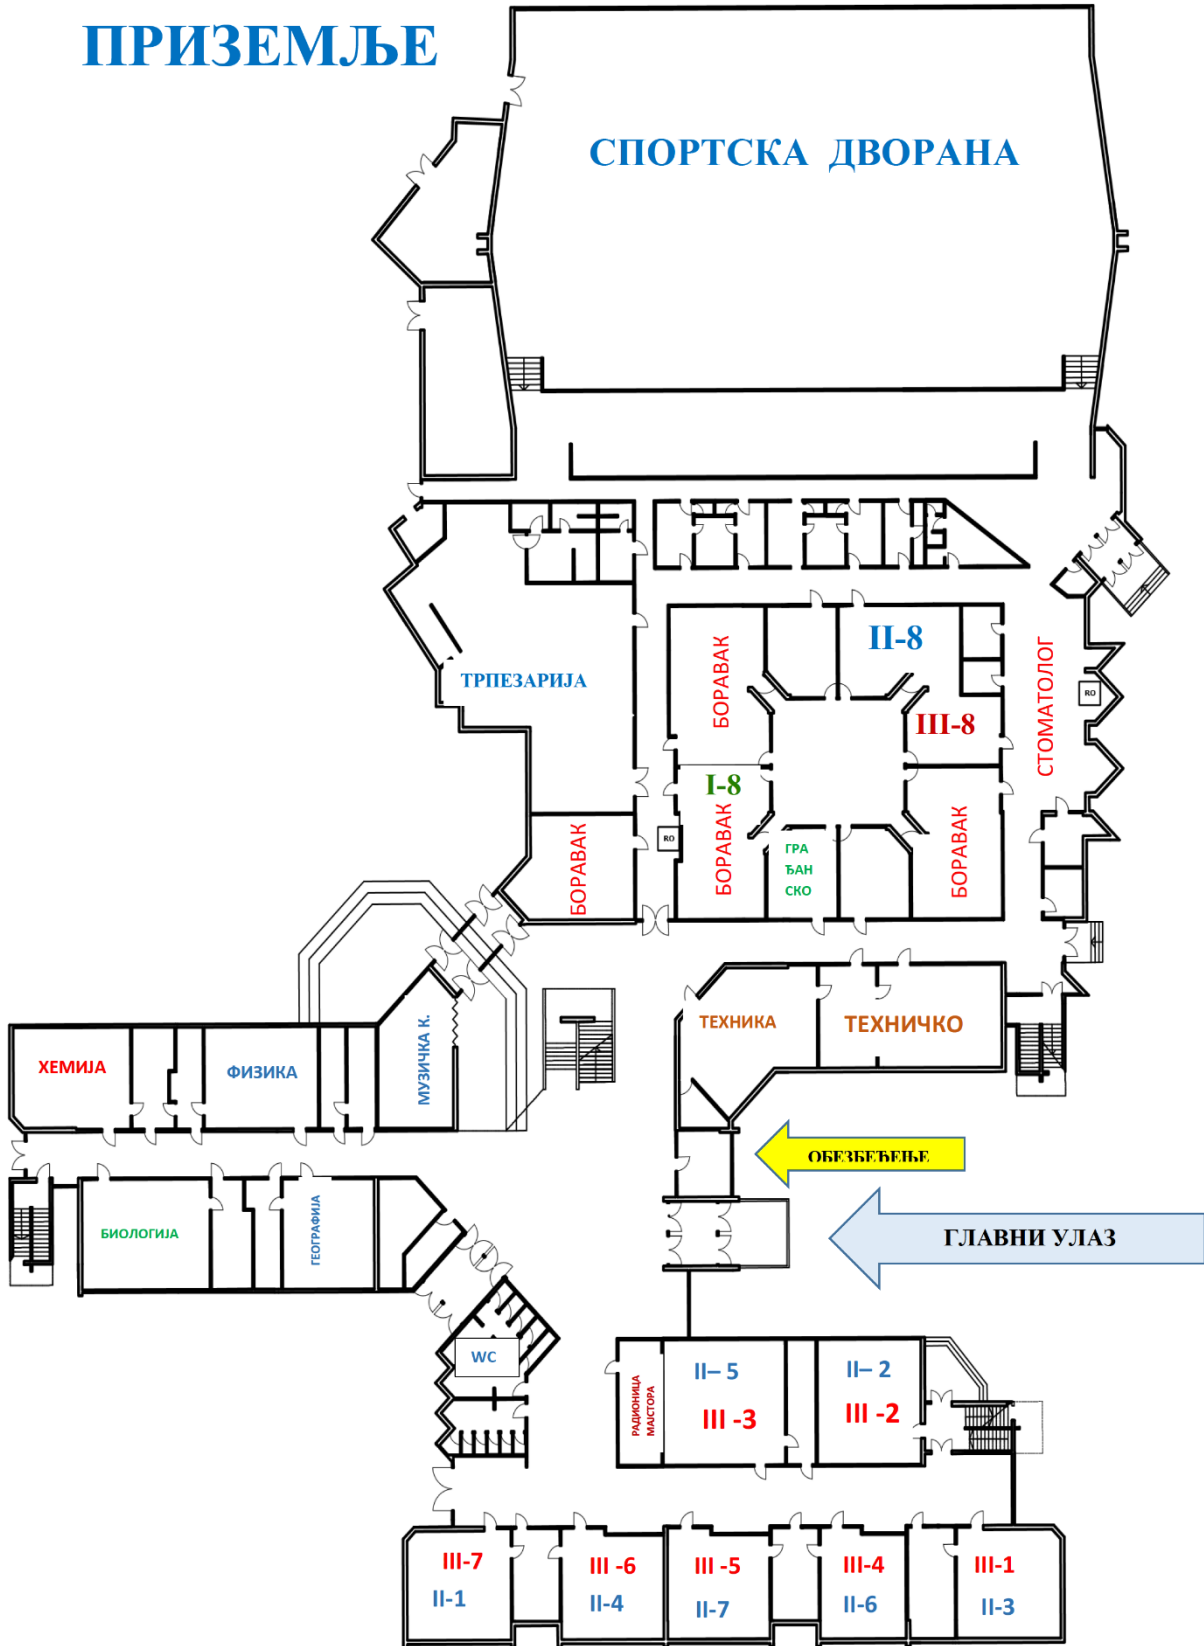 ПРИЗЕМЉЕ
СПОРТСКА ДВОРАНА
II-8
БОРАВАК
ТРПЕЗАРИЈА
III-8
СТОМАТОЛОГ
RO
I-8
БОРАВАК
БОРАВАК
RO
ГРА
ЂАН
СКО
БОРАВАК
ТЕХНИКА
ТЕХНИЧКО
ХЕМИЈА
ФИЗИКА
МУЗИЧКА К.
ОБЕЗБЕЂЕЊЕ
БИОЛОГИЈА
ГЕОГРАФИЈА
ГЛАВНИ УЛАЗ
WC
РАДИОНИЦА
МАЈСТОРА
II– 5
III -3
II– 2
III -2
III-7
II-1
III -6
II-4
III -5
II-7
III-4
II-6
III-1
II-3